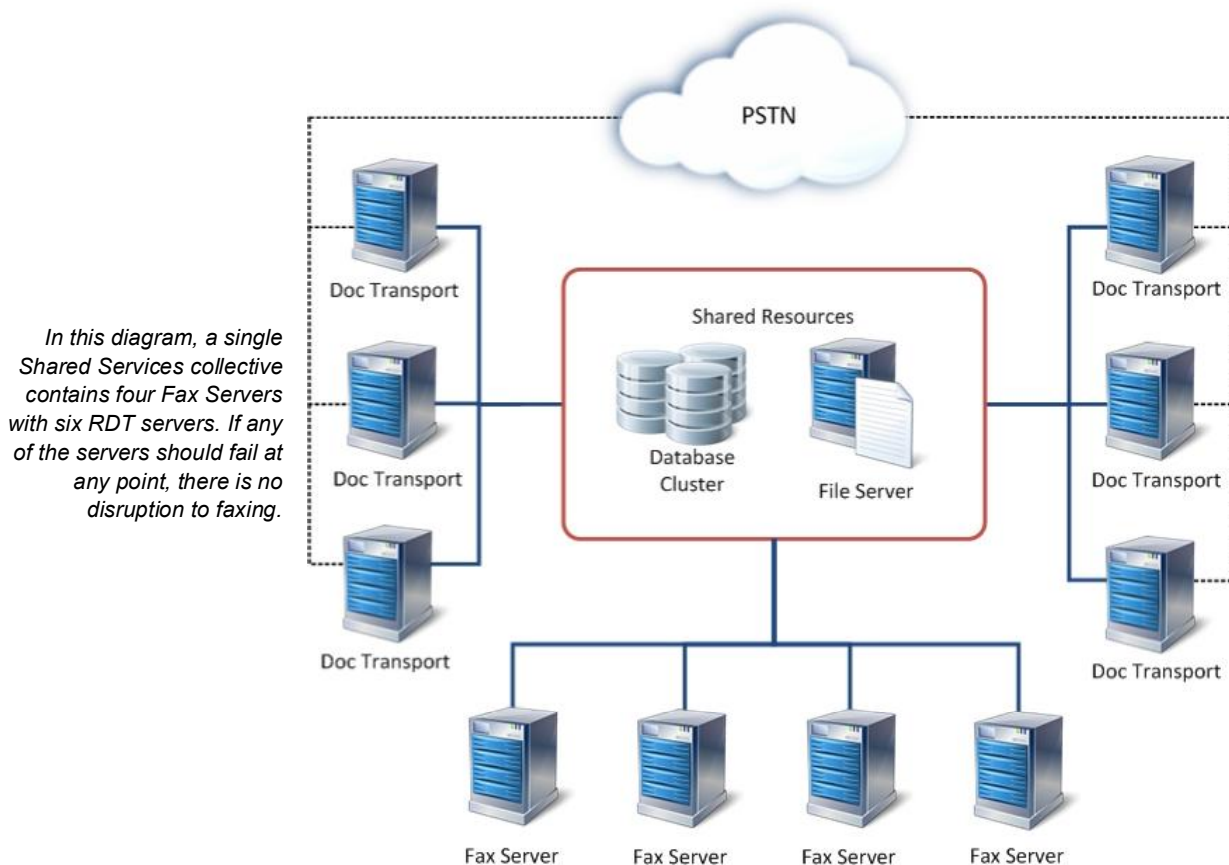 PSTN
Doc Transport
Doc Transport
Shared Resources
In this diagram, a single
Shared Services collective
contains four Fax Servers
with six RDT servers. If any
of the servers should fail at
any point, there is no
disruption to faxing.
Doc Transport
Database
Cluster
File Server
Doc Transport
Doc Transport
Doc Transport
Fax Server
Fax Server
Fax Server
Fax Server